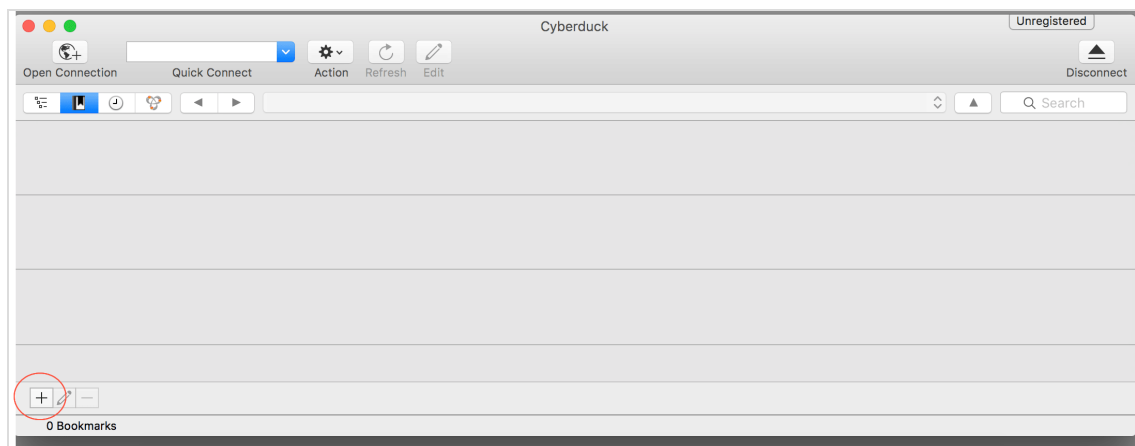 Cyberduck
Unregistered
Open Connection
Quick Connect
Action
Refresh
Edit
Disconnect
Search
0 Bookmarks